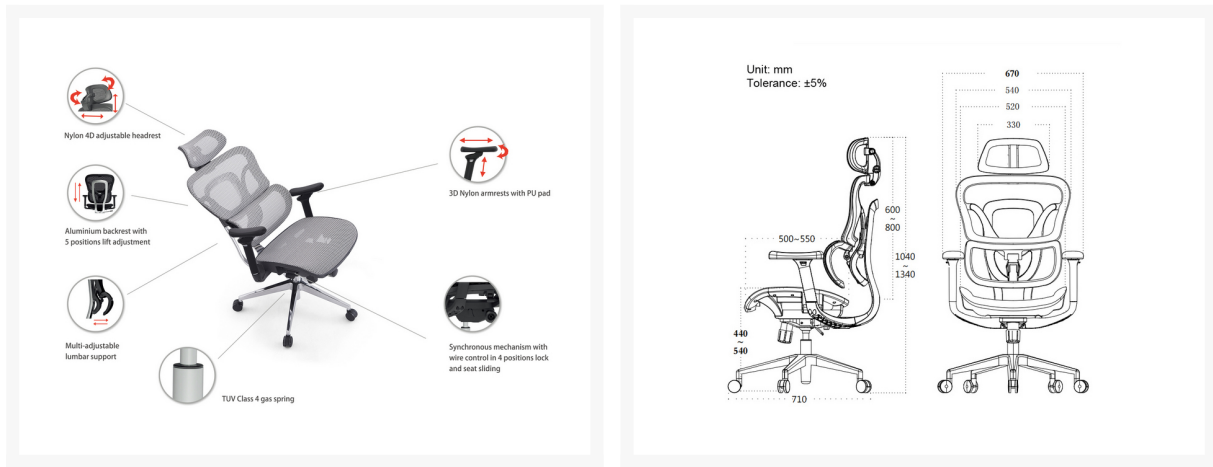 Nylon 4D adjustable headrest
3D Nylon armrests with PU pad
Aluminium backrest with
5 positions lift adjustment
Multi-adjustable
lumbar support
Synchronous mechanism with
wire control in 4 positions lock
and seat sliding
TUV Class 4 gas spring
Unit: mm
Tolerance: ±5%
670
540
520
330
600
~
800
500~550
1040
~
1340
440
~
540
710